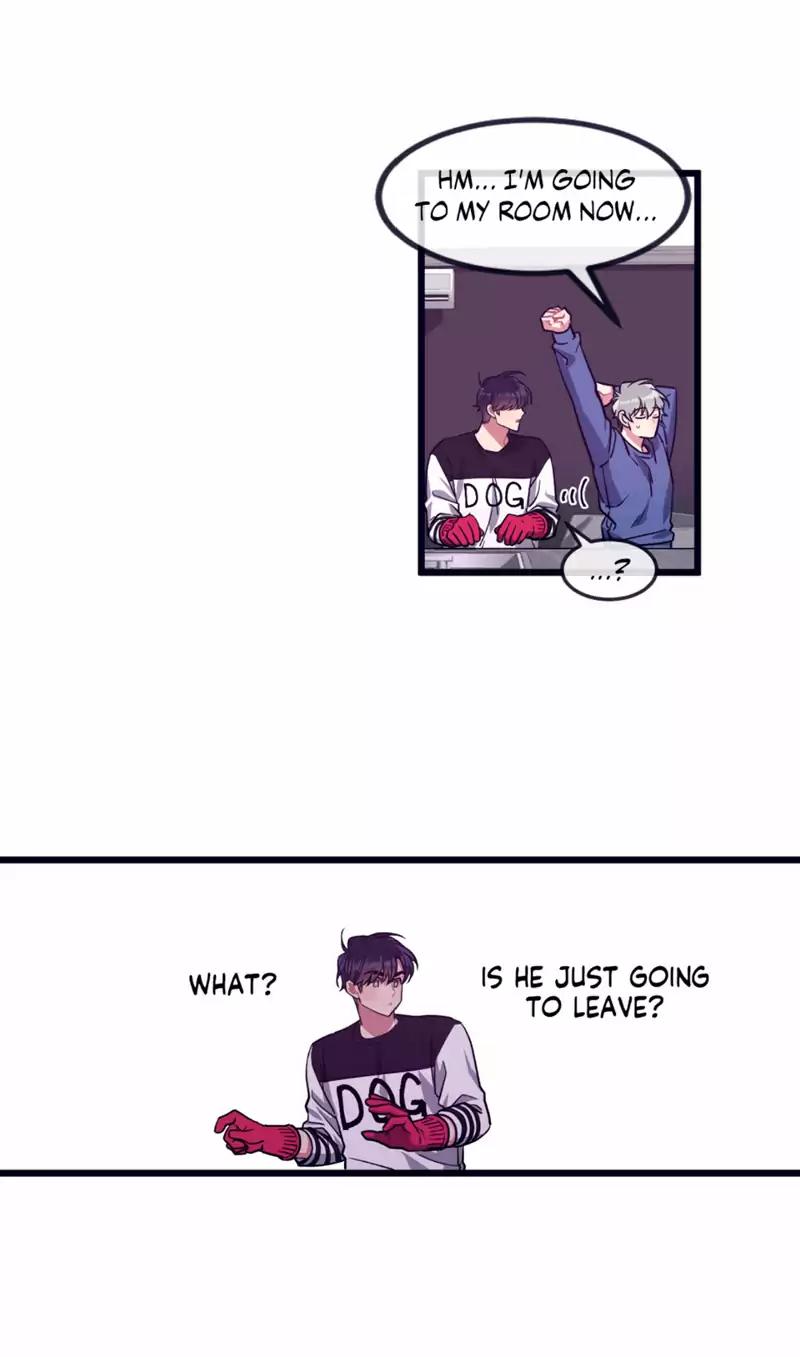 HM... I'M GOING
TO MY ROOM NOW...
DOG
...?
WHAT?
IS HE JUST GOING
TO LEAVE?
DOG